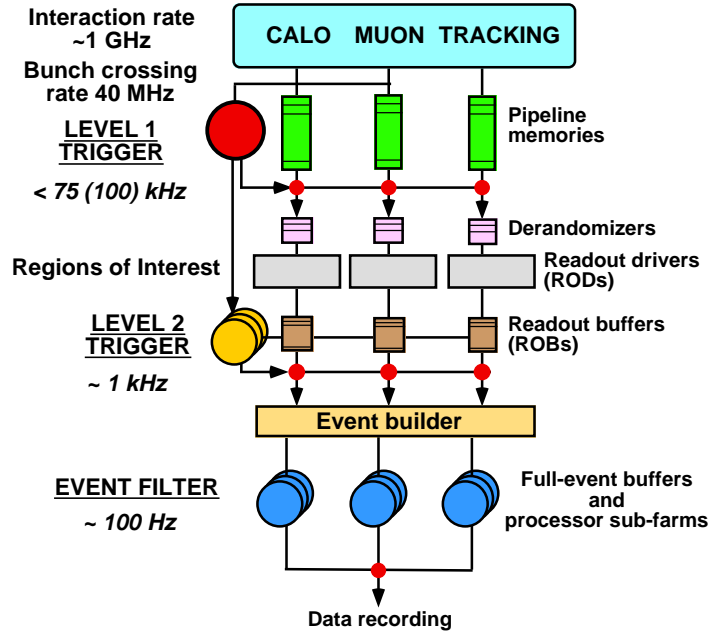 Interaction rate
~1 GHz
CALO MUON TRACKING
Bunch crossing
rate 40 MHz
Pipeline
memories
LEVEL 1
TRIGGER
< 75 (100) kHz
Derandomizers
Regions of Interest
Readout drivers
(RODs)
LEVEL 2
TRIGGER
Readout buffers
(ROBs)
~ 1 kHz
Event builder
EVENT FILTER
~ 100 Hz
Full-event buffers
and
processor sub-farms
Data recording